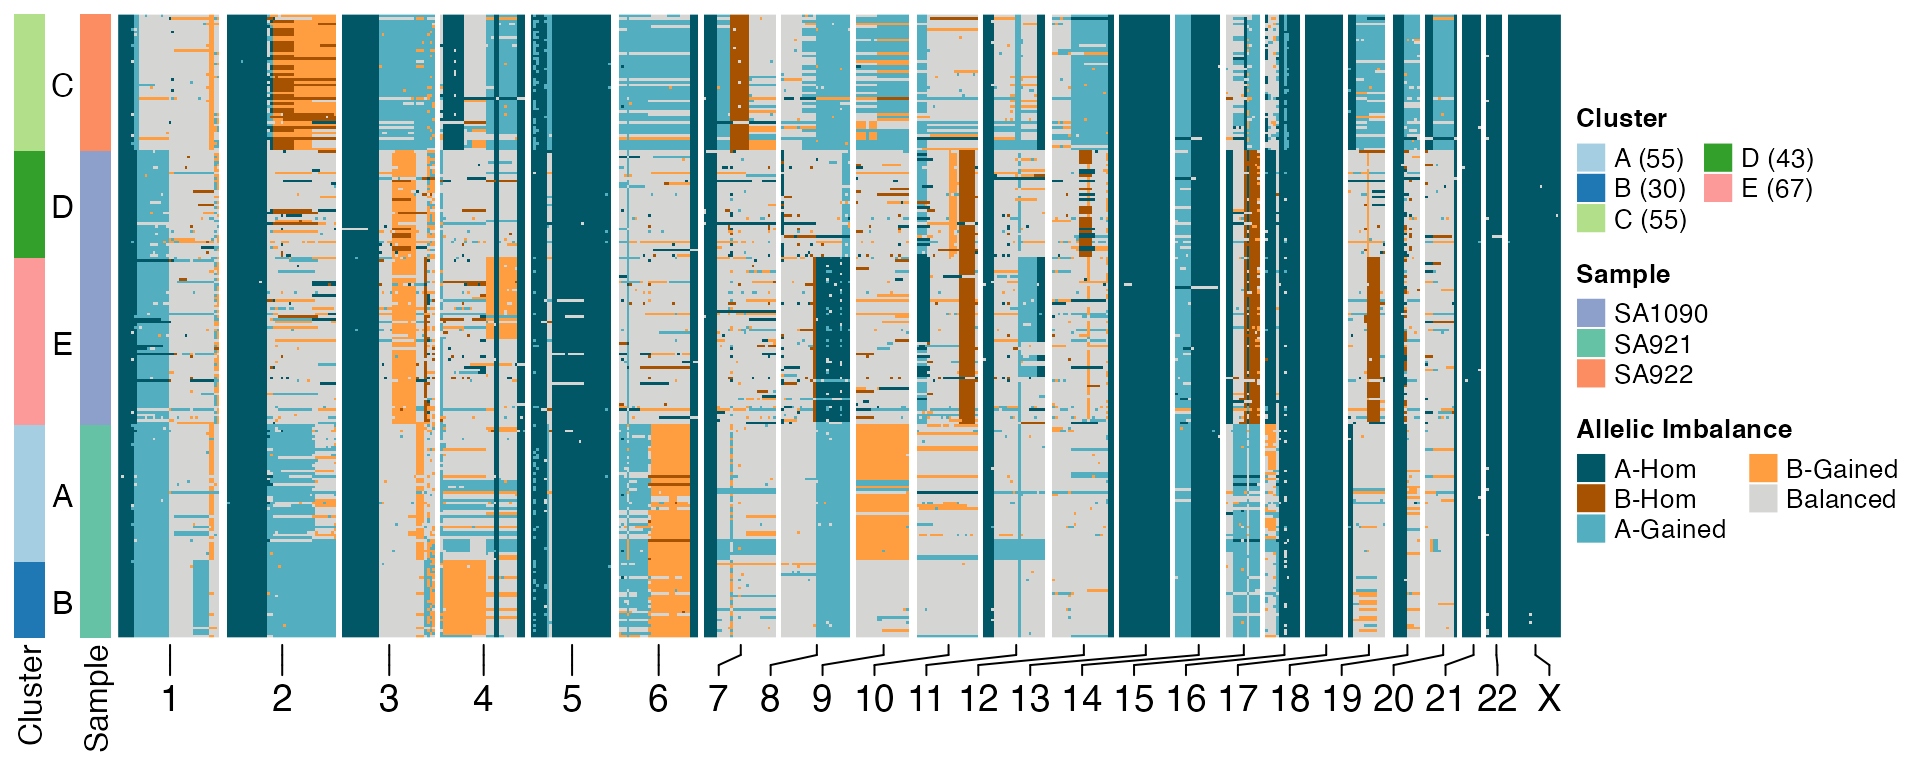 C
D
E
A
B
Cluster
Sample
1 2 3 4 5 6 7 8 9 10 11 12 13 14 15 16 17 18 19 20 21 22 X
Cluster
A (55) D (43)
B (30) E (67)
C (55)
Sample
SA1090
SA921
SA922
Allelic Imbalance
A-Hom B-Gained
B-Hom Balanced
A-Gained